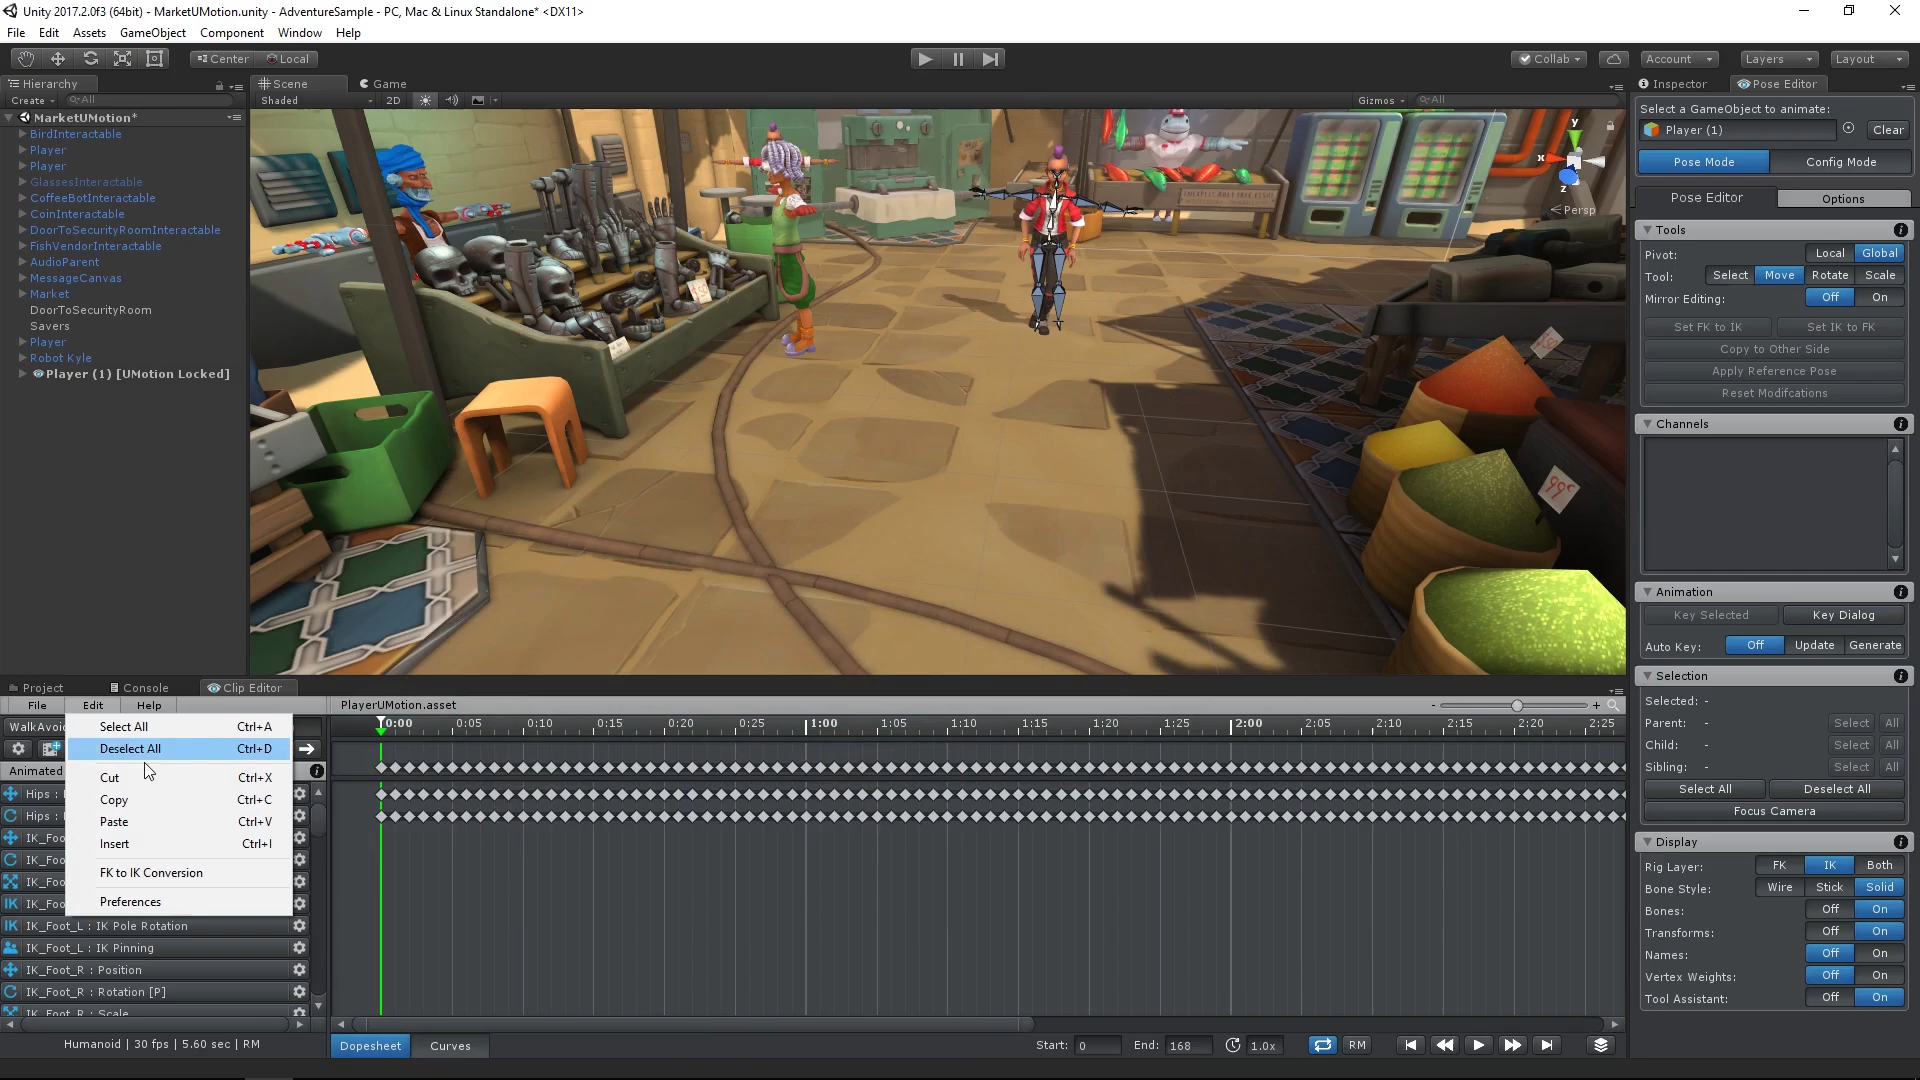 Unity 2017.2.0f3 (64bit) - MarketUMotion.unity - AdventureSample - PC, Mac & Linux Standalone* <DX11>
File Edit Assets GameObject Component Window Help
Center Local Collab Account Layers Layout
Hierarchy
Create All
MarketUMotion*
BirdInteractable
Player
Player
GlassesInteractable
CoffeeBotInteractable
CoinInteractable
DoorToSecurityRoomInteractable
FishVendorInteractable
AudioParent
MessageCanvas
Market
DoorToSecurityRoom
Savers
Player
Robot Kyle
Player (1) [UMotion Locked]
Scene Game
Shaded 2D Gizmos All
y
x
z
Persp
99¢
Inspector Pose Editor
Select a GameObject to animate:
Player (1) Clear
Pose Mode Config Mode
Pose Editor Options
Tools
Pivot: Local Global
Tool: Select Move Rotate Scale
Mirror Editing: Off On
Set FK to IK Set IK to FK
Copy to Other Side
Apply Reference Pose
Reset Modifcations
Channels
Animation
Key Selected Key Dialog
Auto Key: Off Update Generate
Selection
Selected: -
Parent: - Select All
Child: - Select All
Sibling: - Select All
Select All Deselect All
Focus Camera
Display
Rig Layer: FK IK Both
Bone Style: Wire Stick Solid
Bones: Off On
Transforms: Off On
Names: Off On
Vertex Weights: Off On
Tool Assistant: Off On
Project Console Clip Editor
File Edit Help
WalkAvoi
Select All Ctrl+A
Deselect All Ctrl+D
Cut Ctrl+X
Copy Ctrl+C
Paste Ctrl+V
Insert Ctrl+I
FK to IK Conversion
Preferences
Animated
Hips :
Hips :
IK_Foo
IK_Foo
IK_Foo
IK_Foo
IK_Foot_L : IK Pole Rotation
IK_Foot_L : IK Pinning
IK_Foot_R : Position
IK_Foot_R : Rotation [P]
IK_Foot_R : Scale
Humanoid | 30 fps | 5.60 sec | RM
PlayerUMotion.asset - +
0:00 0:05 0:10 0:15 0:20 0:25 1:00 1:05 1:10 1:15 1:20 1:25 2:00 2:05 2:10 2:15 2:20 2:25
Dopesheet Curves Start: 0 End: 168 1.0x RM